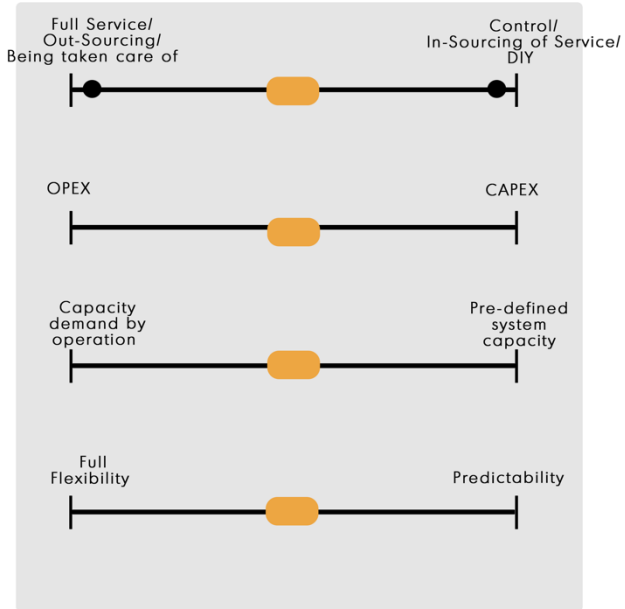 Full Service/
Out-Sourcing/
Being taken care of
Control/
In-Sourcing of Service/
DIY
OPEX
CAPEX
Capacity
demand by
operation
Pre-defined
system
capacity
Full
Flexibility
Predictability